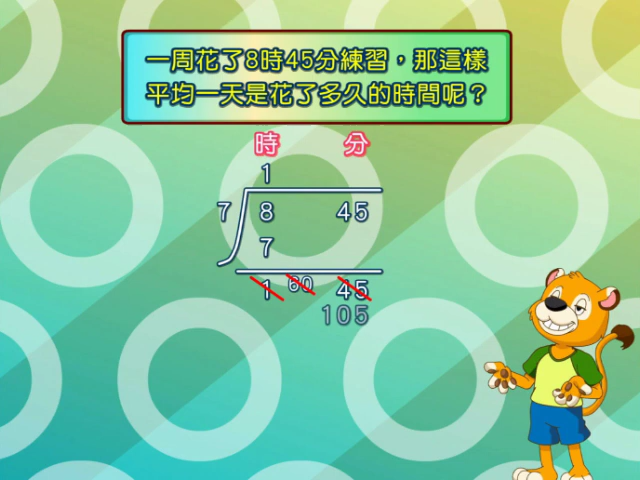 一周花了8時45分練習，那這樣
平均一天是花了多久的時間呢？
時 分
1
7 8 45
7
1 60 45
105